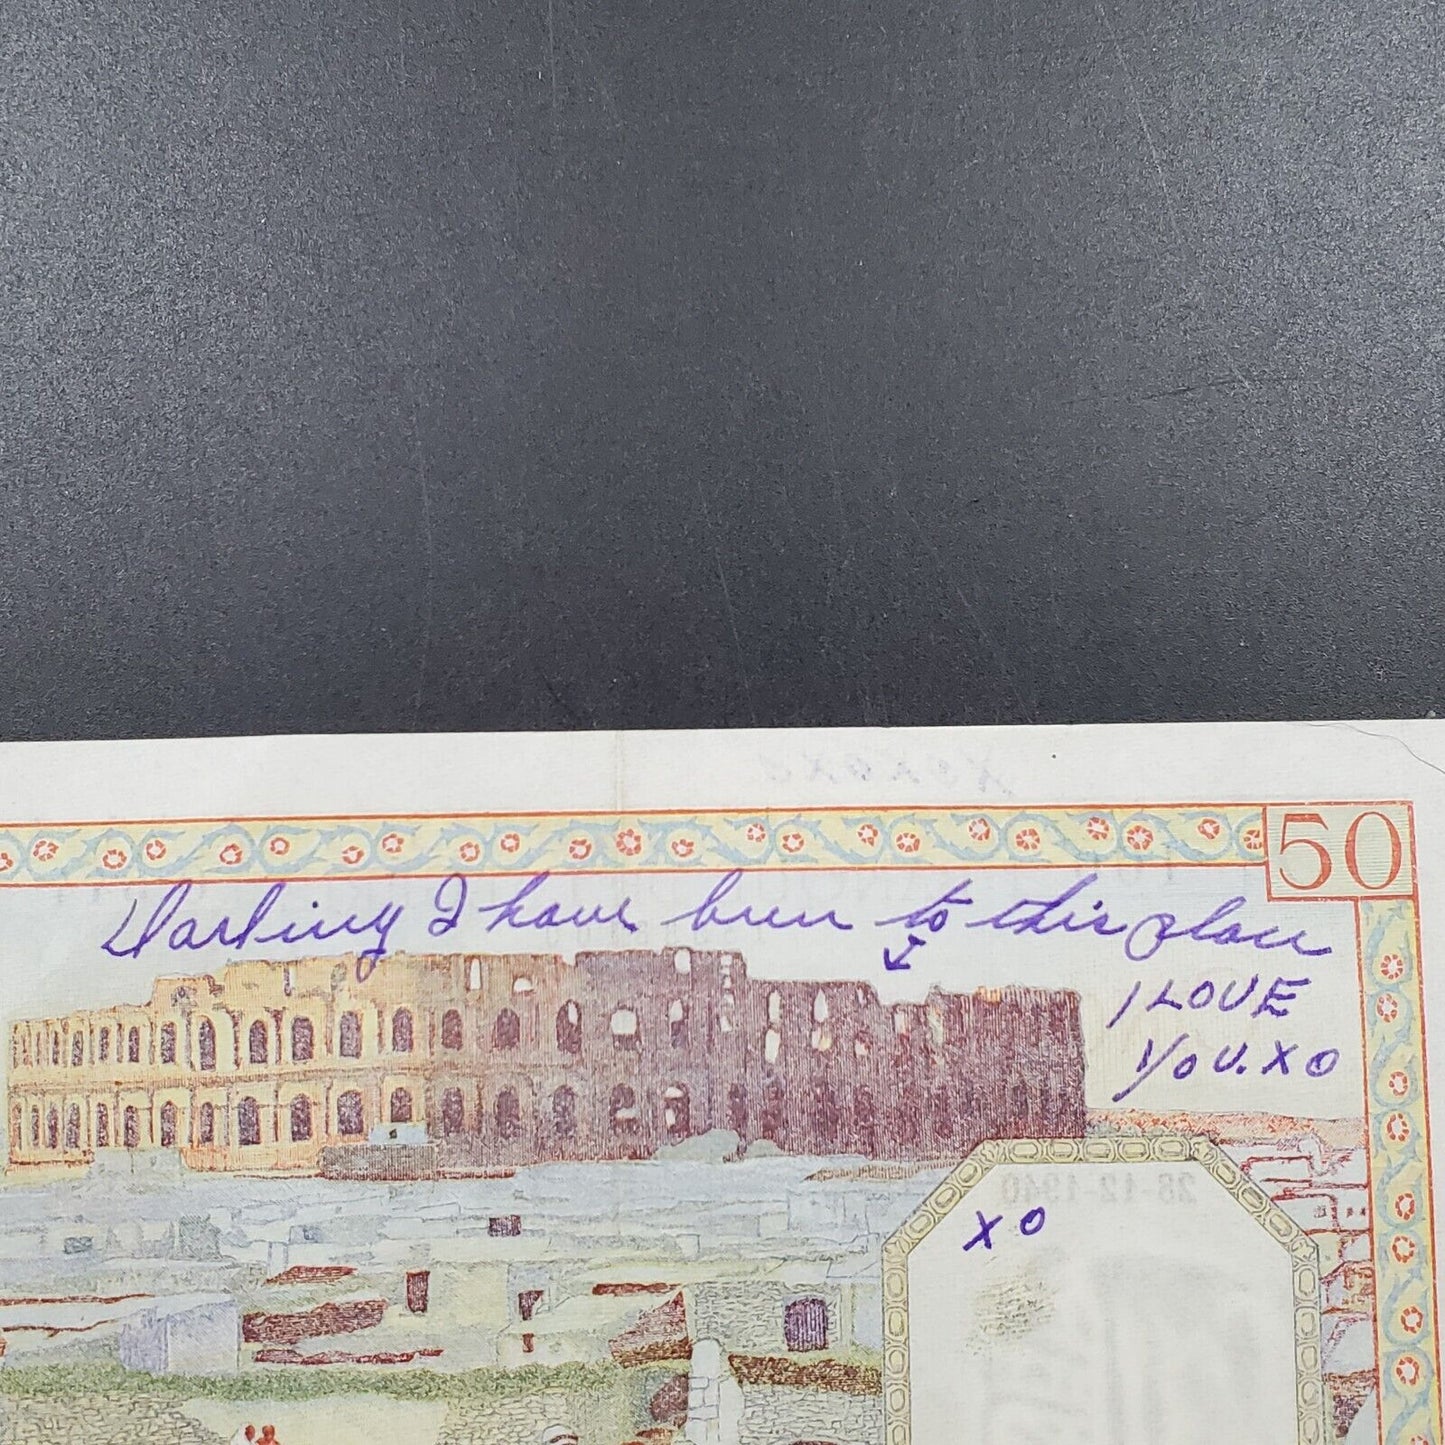 50
Darling I have been to this place
I LOVE
YOU. XO
28-12-1940
XO